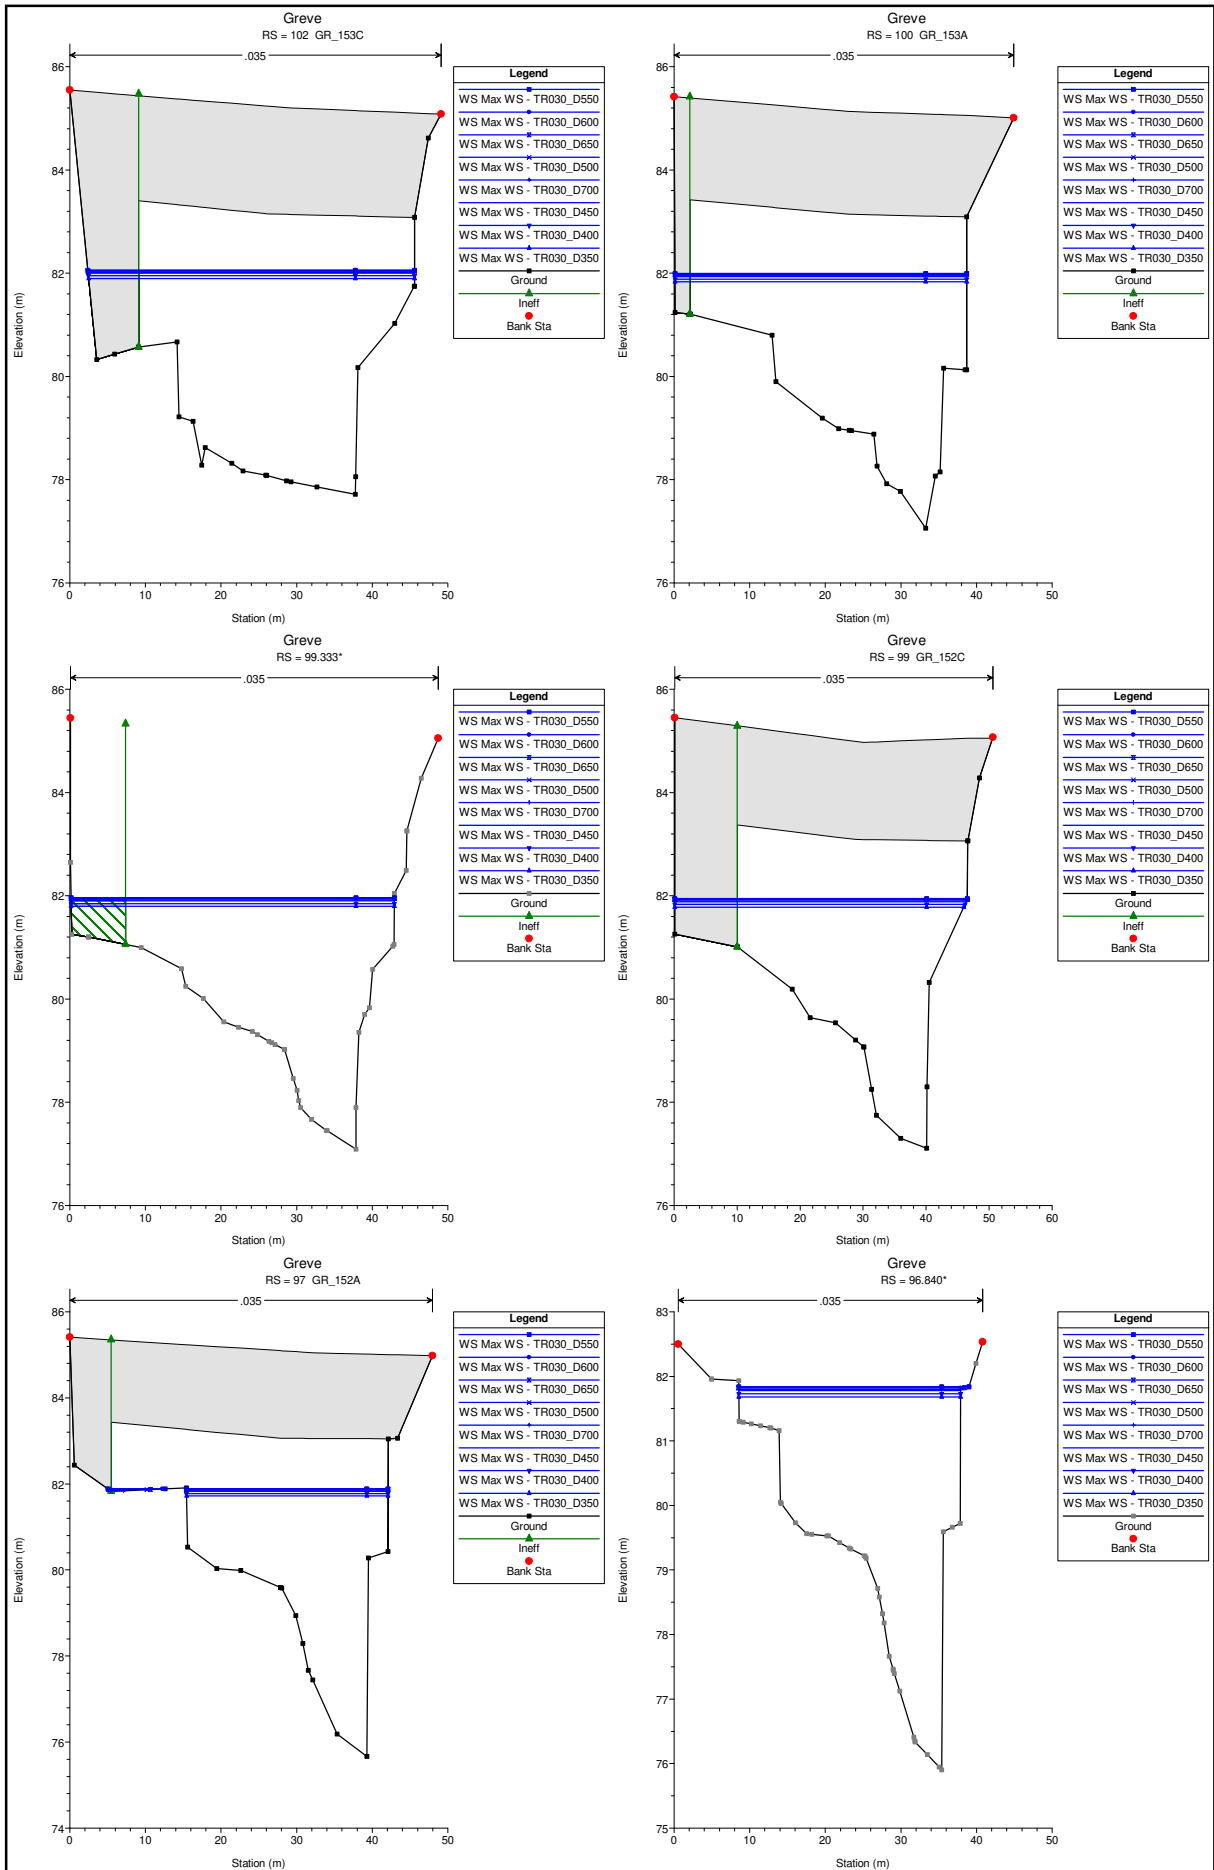 Greve
RS = 102 GR_153C
.035
86
84
82
80
78
76
0
10
20
30
40
50
Elevation (m)
Station (m)
Legend
WS Max WS - TR030_D550
WS Max WS - TR030_D600
WS Max WS - TR030_D650
WS Max WS - TR030_D500
WS Max WS - TR030_D700
WS Max WS - TR030_D450
WS Max WS - TR030_D400
WS Max WS - TR030_D350
Ground
Ineff
Bank Sta
Greve
RS = 100 GR_153A
.035
86
84
82
80
78
76
0
10
20
30
40
50
Elevation (m)
Station (m)
Legend
WS Max WS - TR030_D550
WS Max WS - TR030_D600
WS Max WS - TR030_D650
WS Max WS - TR030_D500
WS Max WS - TR030_D700
WS Max WS - TR030_D450
WS Max WS - TR030_D400
WS Max WS - TR030_D350
Ground
Ineff
Bank Sta
Greve
RS = 99.333*
.035
86
84
82
80
78
76
0
10
20
30
40
50
Elevation (m)
Station (m)
Legend
WS Max WS - TR030_D550
WS Max WS - TR030_D600
WS Max WS - TR030_D650
WS Max WS - TR030_D500
WS Max WS - TR030_D700
WS Max WS - TR030_D450
WS Max WS - TR030_D400
WS Max WS - TR030_D350
Ground
Ineff
Bank Sta
Greve
RS = 99 GR_152C
.035
86
84
82
80
78
76
0
10
20
30
40
50
60
Elevation (m)
Station (m)
Legend
WS Max WS - TR030_D550
WS Max WS - TR030_D600
WS Max WS - TR030_D650
WS Max WS - TR030_D500
WS Max WS - TR030_D700
WS Max WS - TR030_D450
WS Max WS - TR030_D400
WS Max WS - TR030_D350
Ground
Ineff
Bank Sta
Greve
RS = 97 GR_152A
.035
86
84
82
80
78
76
74
0
10
20
30
40
50
Elevation (m)
Station (m)
Legend
WS Max WS - TR030_D550
WS Max WS - TR030_D600
WS Max WS - TR030_D650
WS Max WS - TR030_D500
WS Max WS - TR030_D700
WS Max WS - TR030_D450
WS Max WS - TR030_D400
WS Max WS - TR030_D350
Ground
Ineff
Bank Sta
Greve
RS = 96.840*
.035
83
82
81
80
79
78
77
76
75
0
10
20
30
40
50
Elevation (m)
Station (m)
Legend
WS Max WS - TR030_D550
WS Max WS - TR030_D600
WS Max WS - TR030_D650
WS Max WS - TR030_D500
WS Max WS - TR030_D700
WS Max WS - TR030_D450
WS Max WS - TR030_D400
WS Max WS - TR030_D350
Ground
Bank Sta